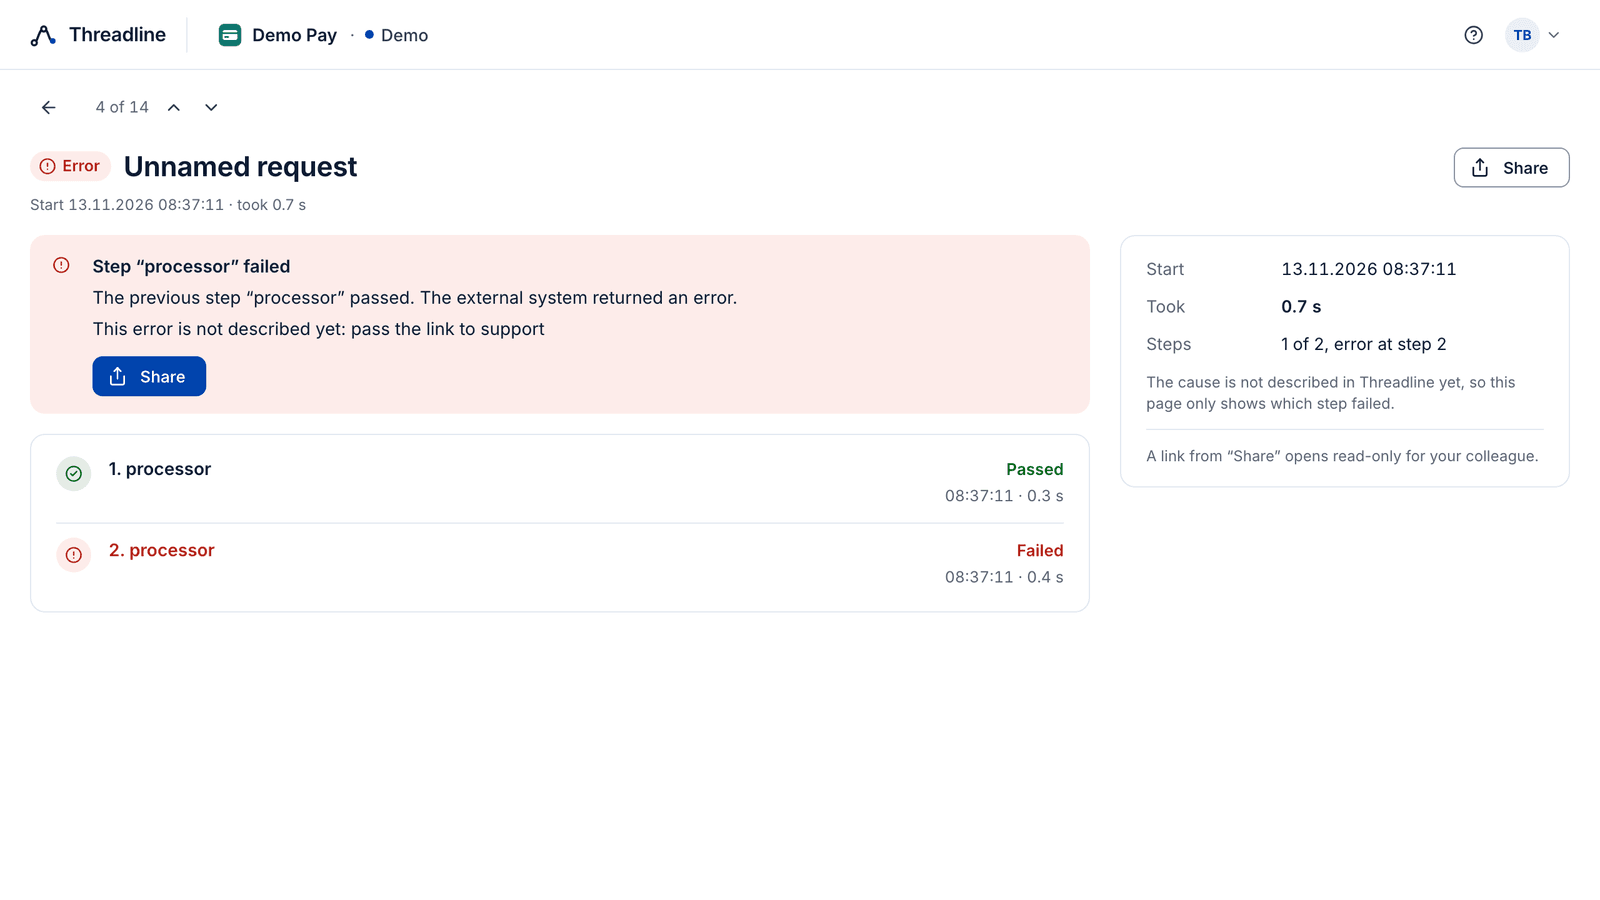 Threadline
Demo Pay · Demo
TB
4 of 14
Error
Unnamed request
Share
Start 13.11.2026 08:37:11 · took 0.7 s
Step “processor” failed
The previous step “processor” passed. The external system returned an error.
This error is not described yet: pass the link to support
Share
1. processor
Passed
08:37:11 · 0.3 s
2. processor
Failed
08:37:11 · 0.4 s
Start 13.11.2026 08:37:11
Took 0.7 s
Steps 1 of 2, error at step 2
The cause is not described in Threadline yet, so this
page only shows which step failed.
A link from “Share” opens read-only for your colleague.